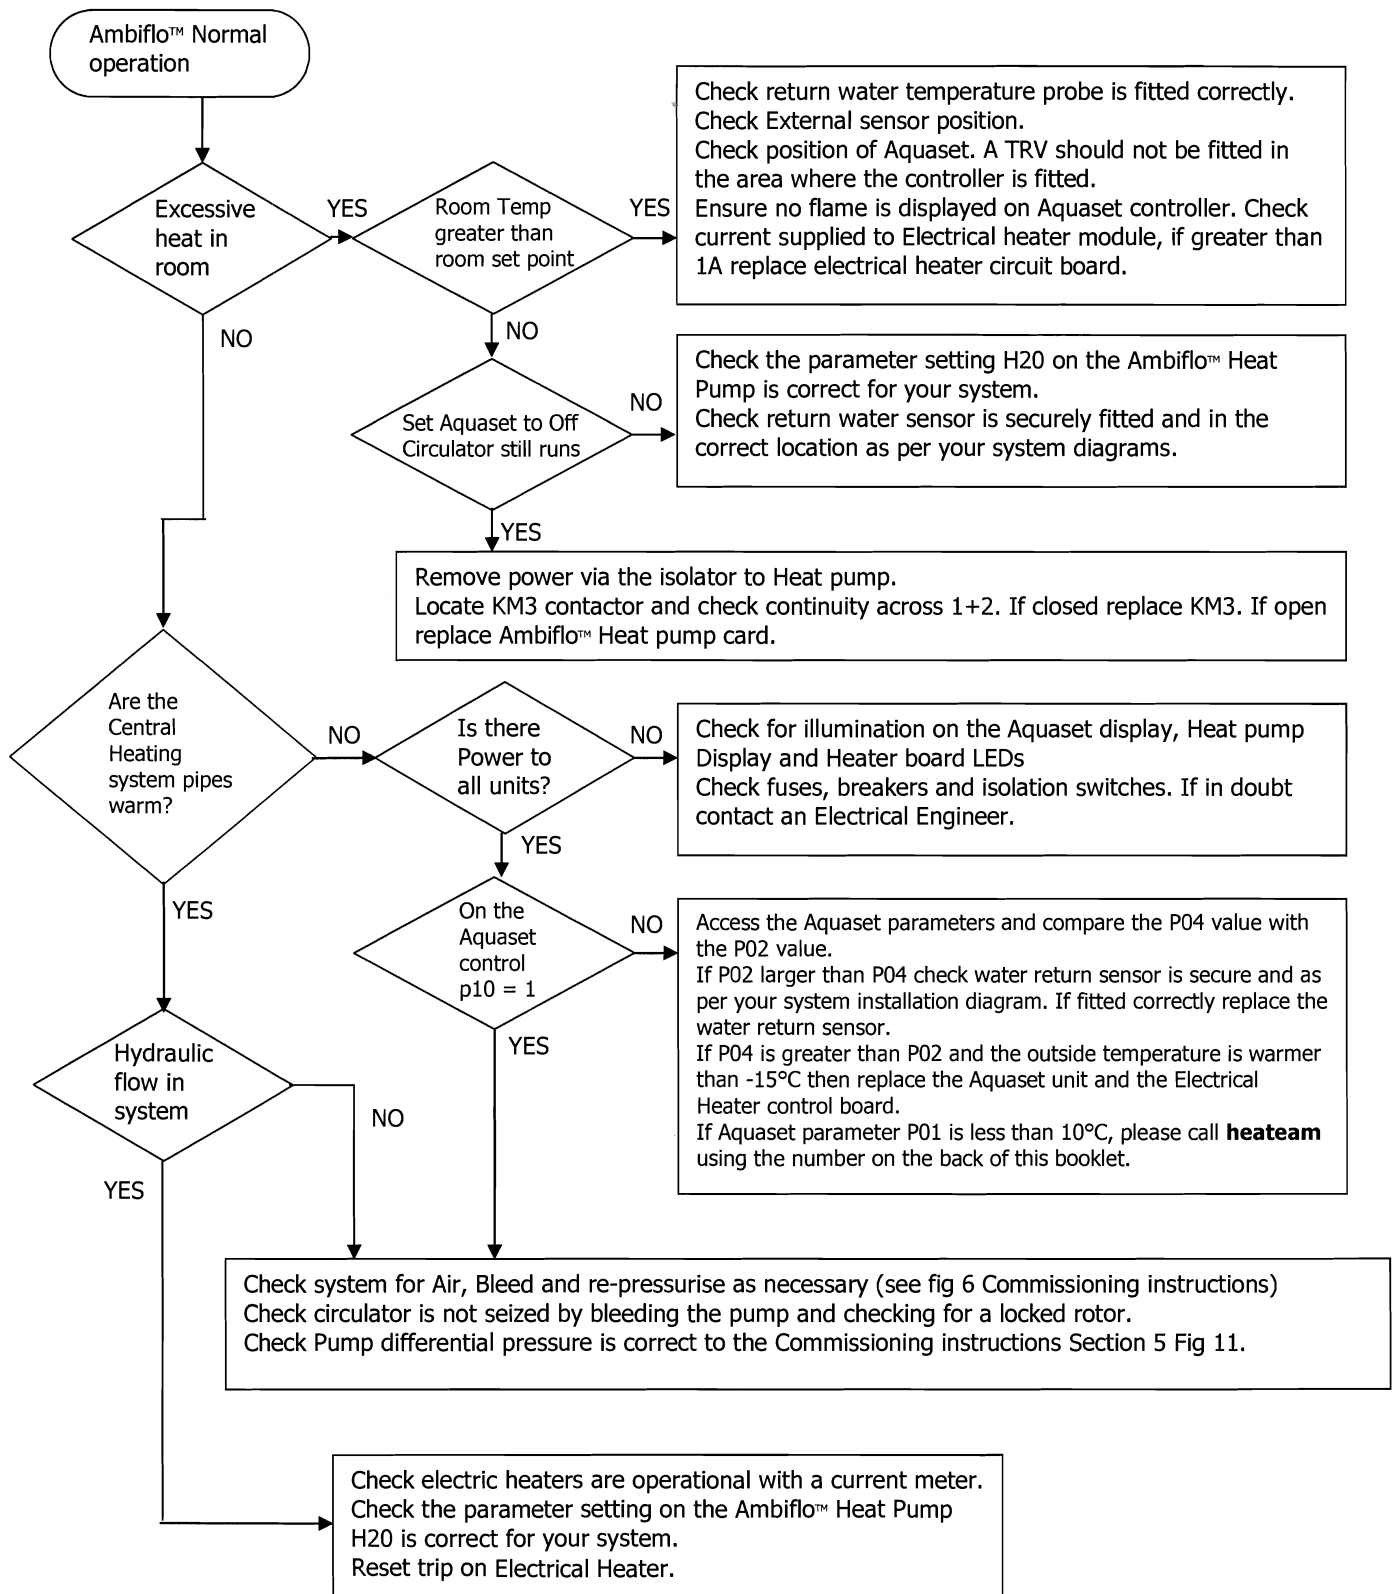 Ambiflo™ Normal
operation
Excessive
heat in
room
YES
Room Temp
greater than
room set point
YES
Check return water temperature probe is fitted correctly.
Check External sensor position.
Check position of Aquaset. A TRV should not be fitted in
the area where the controller is fitted.
Ensure no flame is displayed on Aquaset controller. Check
current supplied to Electrical heater module, if greater than
1A replace electrical heater circuit board.
NO
NO
Set Aquaset to Off
Circulator still runs
NO
Check the parameter setting H20 on the Ambiflo™ Heat
Pump is correct for your system.
Check return water sensor is securely fitted and in the
correct location as per your system diagrams.
YES
Remove power via the isolator to Heat pump.
Locate KM3 contactor and check continuity across 1+2. If closed replace KM3. If open
replace Ambiflo™ Heat pump card.
Are the
Central
Heating
system pipes
warm?
NO
Is there
Power to
all units?
NO
Check for illumination on the Aquaset display, Heat pump
Display and Heater board LEDs
Check fuses, breakers and isolation switches. If in doubt
contact an Electrical Engineer.
YES
YES
On the
Aquaset
control
p10 = 1
NO
Access the Aquaset parameters and compare the P04 value with
the P02 value.
If P02 larger than P04 check water return sensor is secure and as
per your system installation diagram. If fitted correctly replace the
water return sensor.
If P04 is greater than P02 and the outside temperature is warmer
than -15°C then replace the Aquaset unit and the Electrical
Heater control board.
If Aquaset parameter P01 is less than 10°C, please call heateam
using the number on the back of this booklet.
YES
Hydraulic
flow in
system
NO
YES
Check system for Air, Bleed and re-pressurise as necessary (see fig 6 Commissioning instructions)
Check circulator is not seized by bleeding the pump and checking for a locked rotor.
Check Pump differential pressure is correct to the Commissioning instructions Section 5 Fig 11.
Check electric heaters are operational with a current meter.
Check the parameter setting on the Ambiflo™ Heat Pump
H20 is correct for your system.
Reset trip on Electrical Heater.